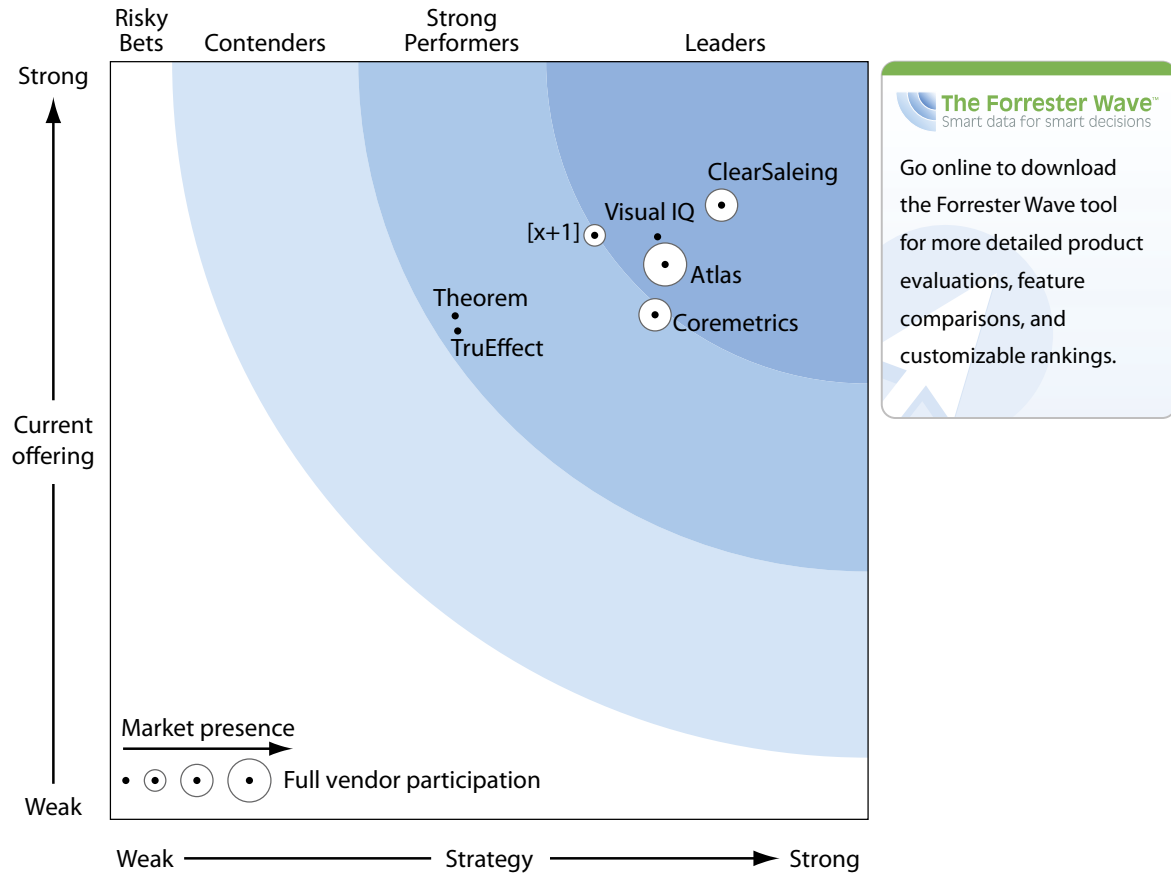 Risky
Bets
Contenders
Strong
Performers
Leaders
Strong
The Forrester Wave™
Smart data for smart decisions
Go online to download
the Forrester Wave tool
for more detailed product
evaluations, feature
comparisons, and
customizable rankings.
ClearSaleing
Visual IQ
[x+1]
Atlas
Theorem
Coremetrics
TruEffect
Current
offering
Market presence
Full vendor participation
Weak
Weak
Strategy
Strong